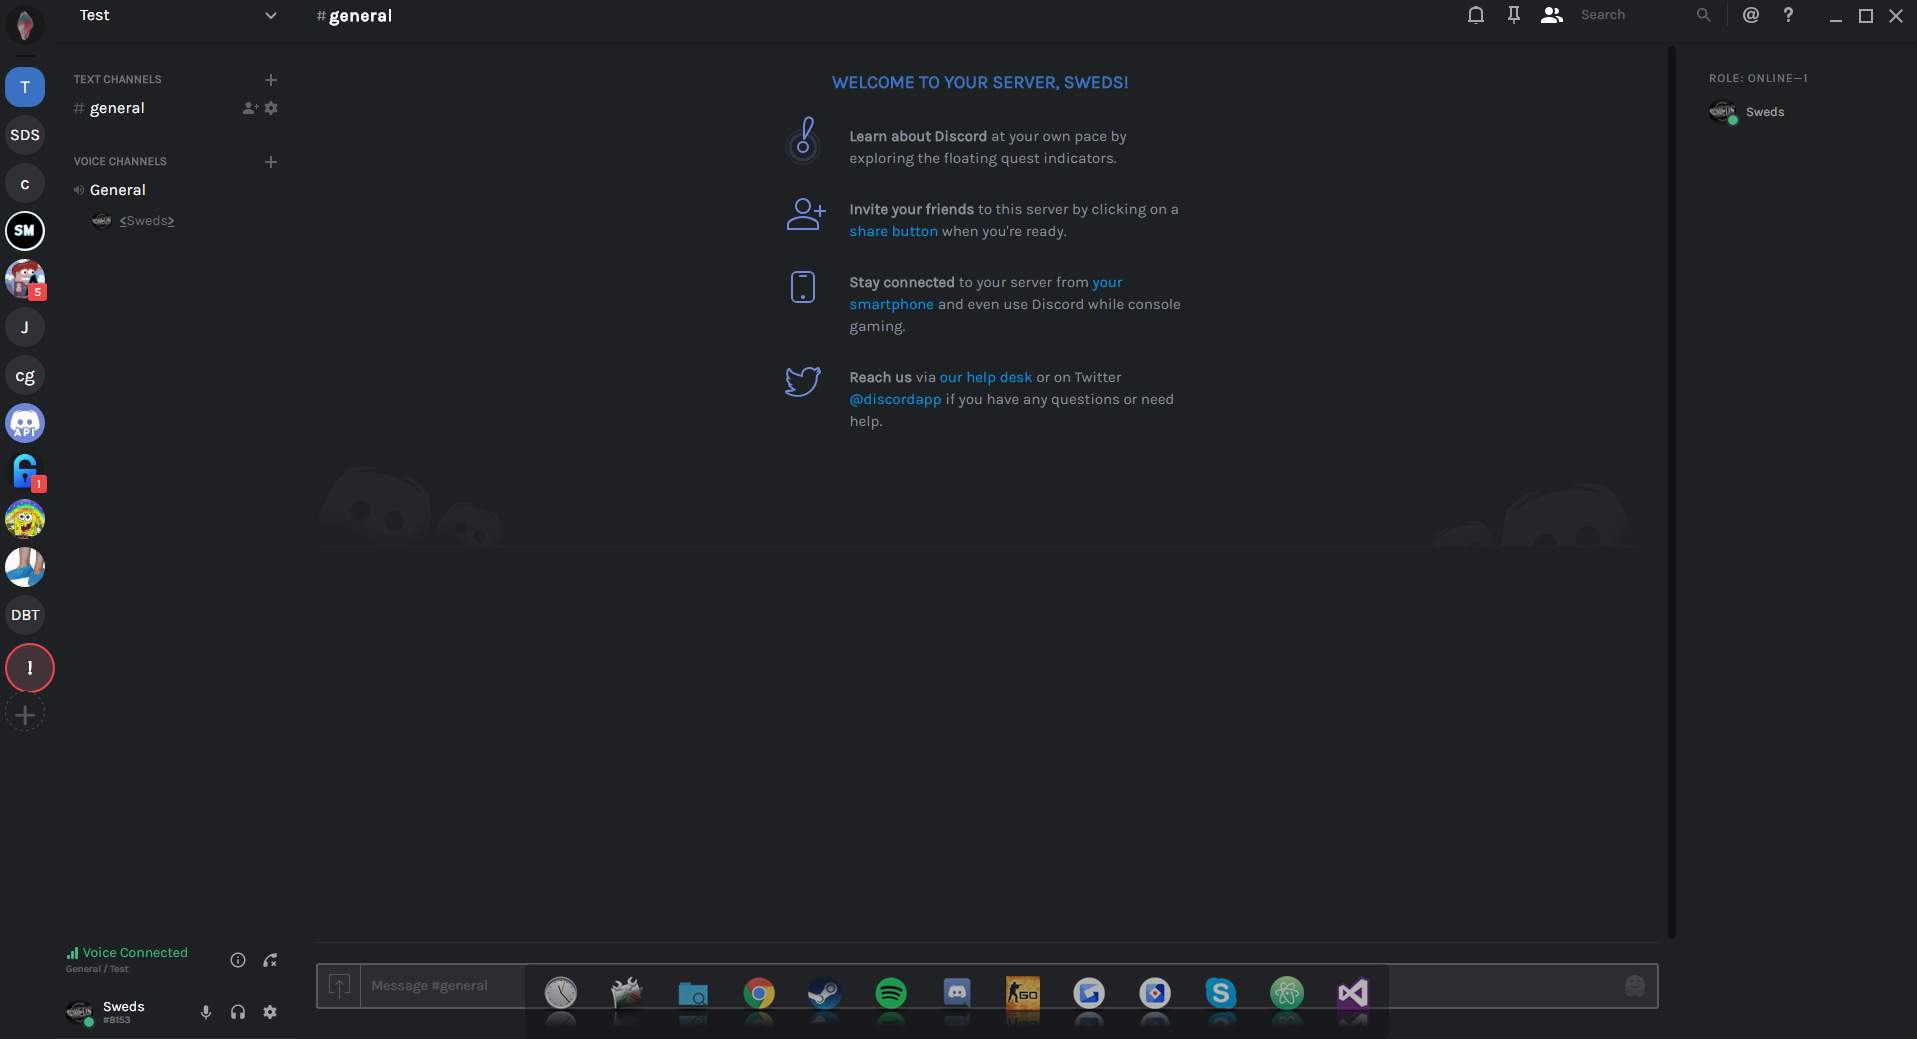 Test
#general
Search
@
?
T
SDS
c
SM
5
J
cg
API
1
DBT
!
TEXT CHANNELS
# general
VOICE CHANNELS
General
<Sweds>
WELCOME TO YOUR SERVER, SWEDS!
Learn about Discord at your own pace by
exploring the floating quest indicators.
Invite your friends to this server by clicking on a
share button when you're ready.
Stay connected to your server from your
smartphone and even use Discord while console
gaming.
Reach us via our help desk or on Twitter
@discordapp if you have any questions or need
help.
ROLE: ONLINE—1
Sweds
Voice Connected
General / Test
Sweds
#8153
Message #general
GO
S